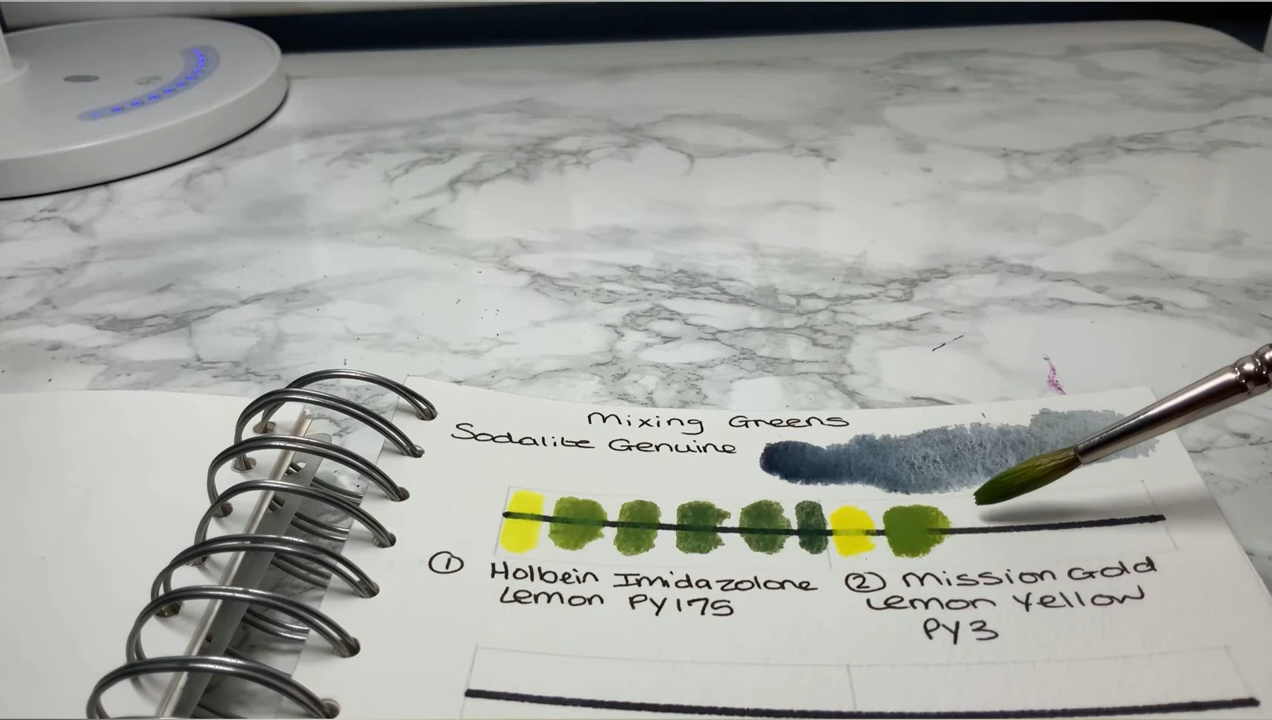 Mixing Greens
Sodalite Genuine
① Holbein Imidazolone
Lemon PY175
② Mission Gold
Lemon Yellow
PY3